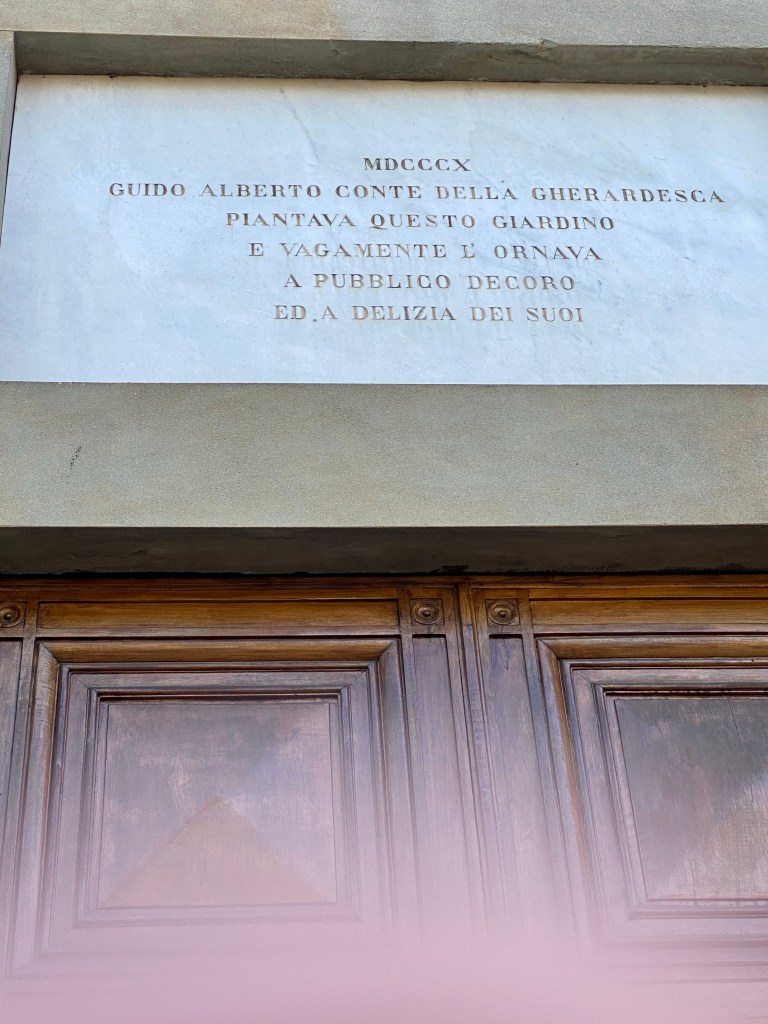 MDCCCX
GUIDO ALBERTO CONTE DELLA GHERARDESCA
PIANTAVA QUESTO GIARDINO
E VAGAMENTE L' ORNAVA
A PUBBLICO DECORO
ED A DELIZIA DEI SUOI